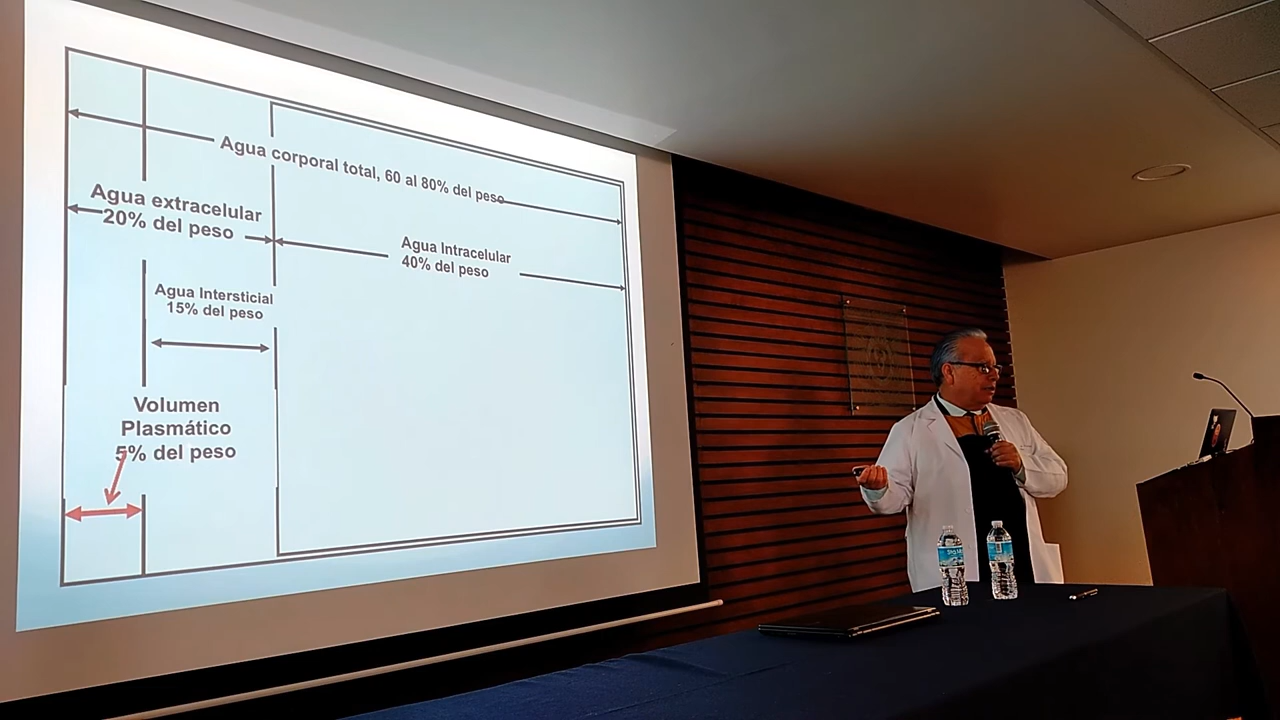 Agua corporal total, 60 al 80% del peso
Agua extracelular
20% del peso
Agua Intracelular
40% del peso
Agua Intersticial
15% del peso
Volumen
Plasmático
5% del peso